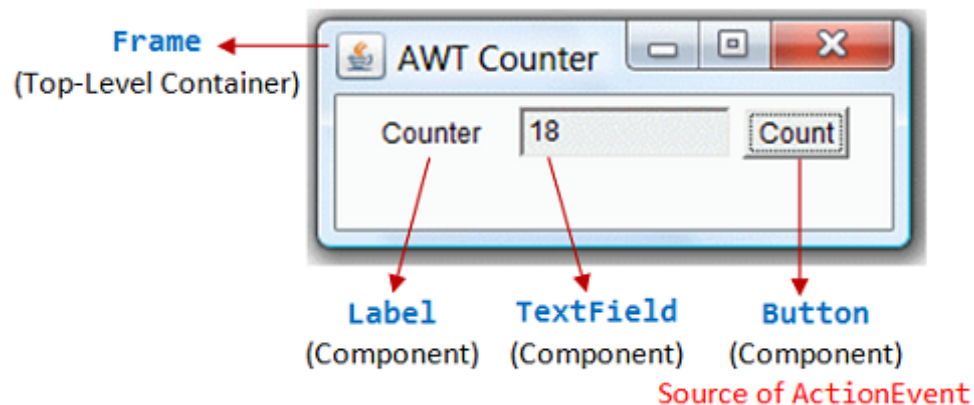 Frame
(Top-Level Container)
AWT Counter
Counter 18 Count
Label TextField Button
(Component) (Component) (Component)
Source of ActionEvent